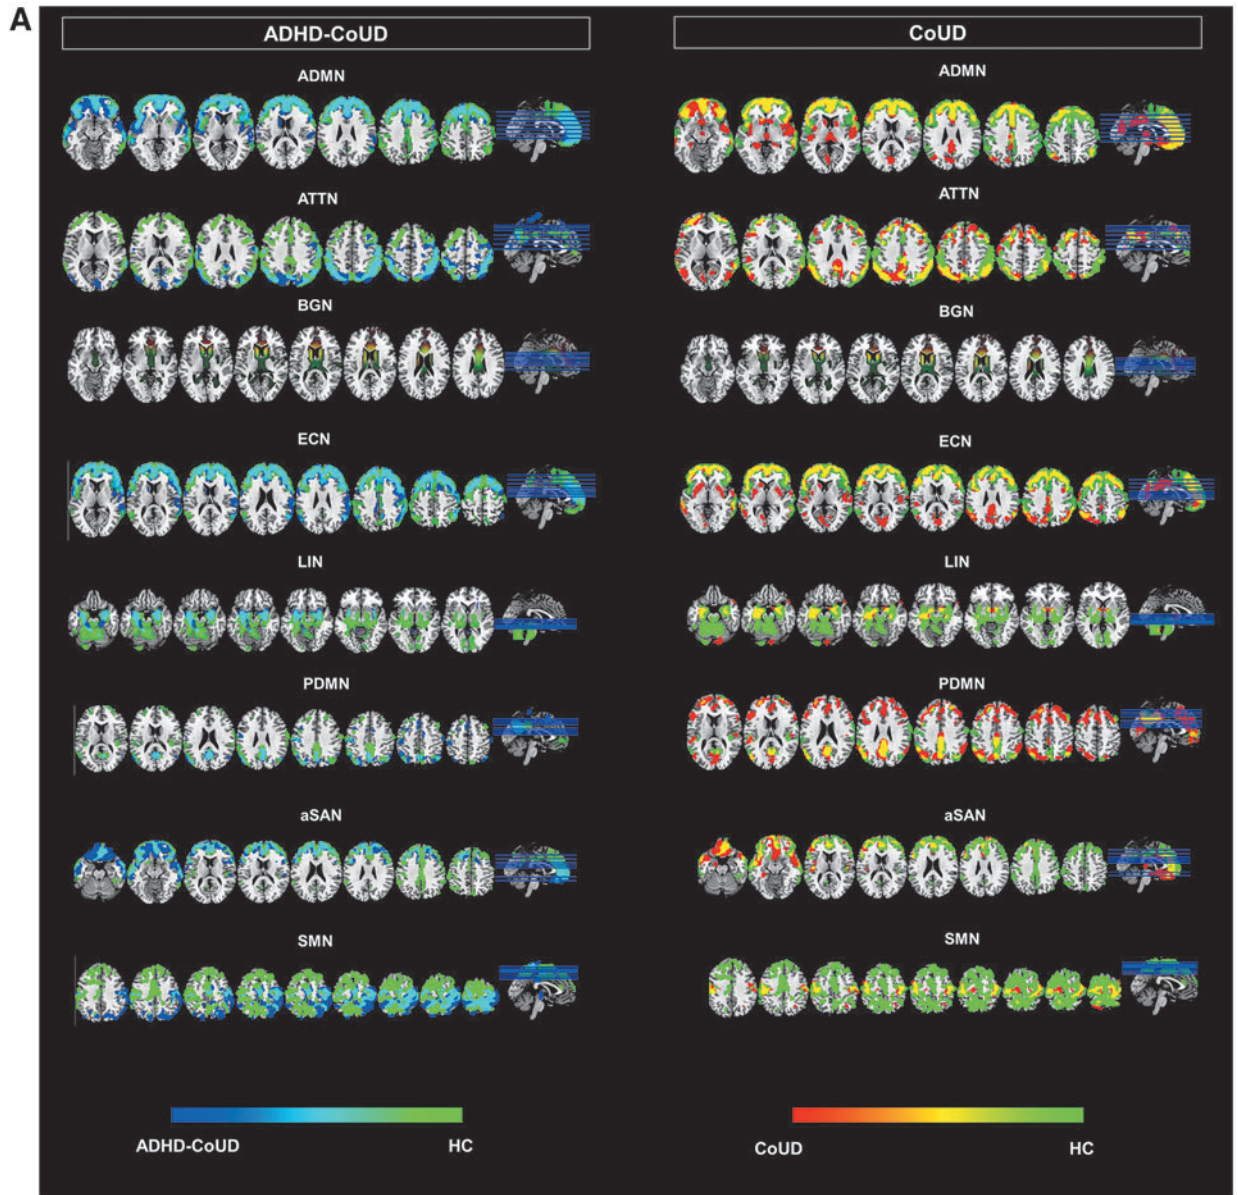 A
ADHD-CoUD
CoUD
ADMN
ADMN
ATTN
ATTN
BGN
BGN
ECN
ECN
LIN
LIN
PDMN
PDMN
aSAN
aSAN
SMN
SMN
ADHD-CoUD
HC
CoUD
HC